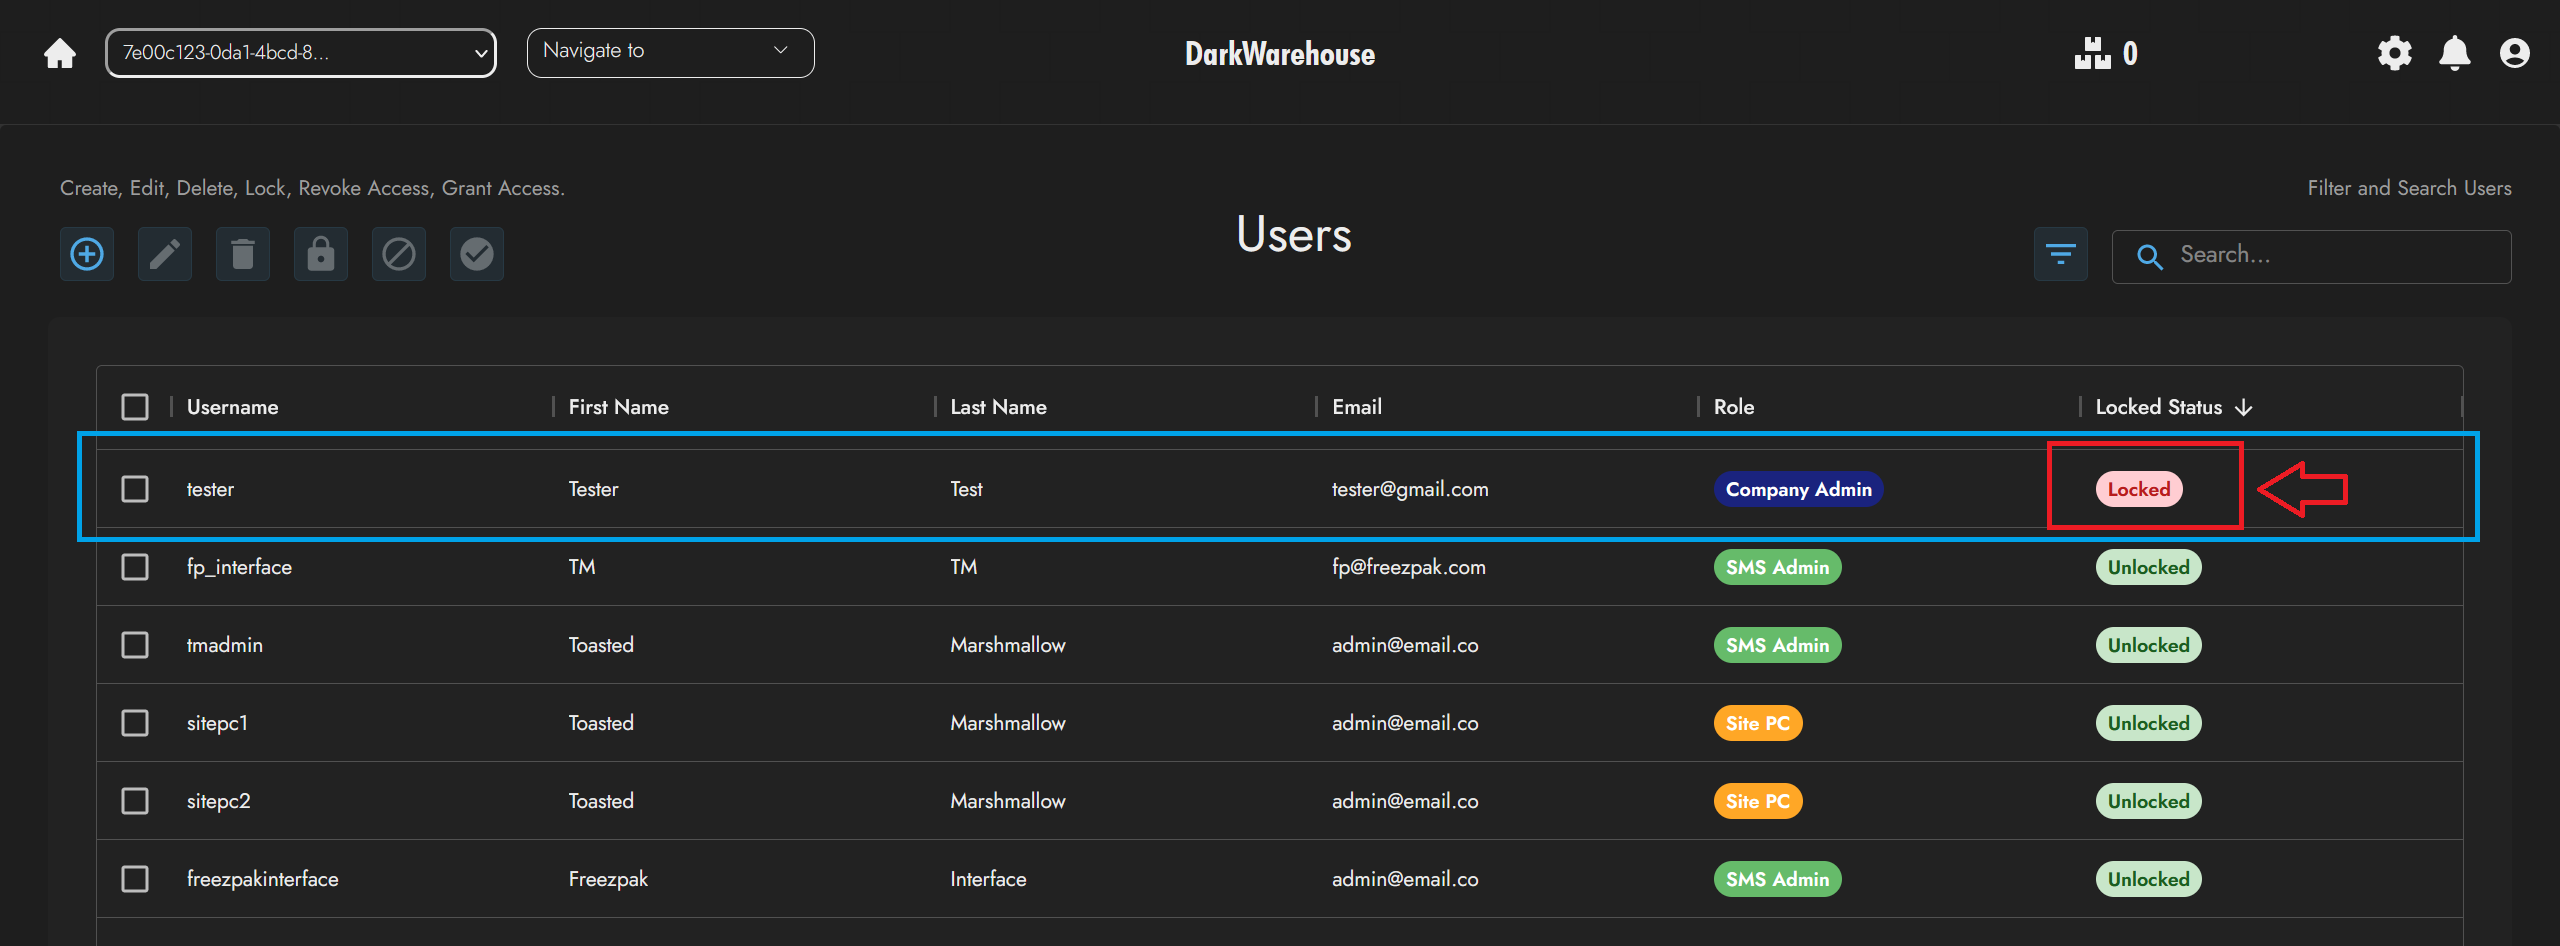 7e00c123-0da1-4bcd-8...
Navigate to
DarkWarehouse
0
Create, Edit, Delete, Lock, Revoke Access, Grant Access.
Filter and Search Users
Users
Search...
Username First Name Last Name Email Role Locked Status
tester Tester Test tester@gmail.com Company Admin Locked
fp_interface TM TM fp@freezpak.com SMS Admin Unlocked
tmadmin Toasted Marshmallow admin@email.co SMS Admin Unlocked
sitepc1 Toasted Marshmallow admin@email.co Site PC Unlocked
sitepc2 Toasted Marshmallow admin@email.co Site PC Unlocked
freezpakinterface Freezpak Interface admin@email.co SMS Admin Unlocked